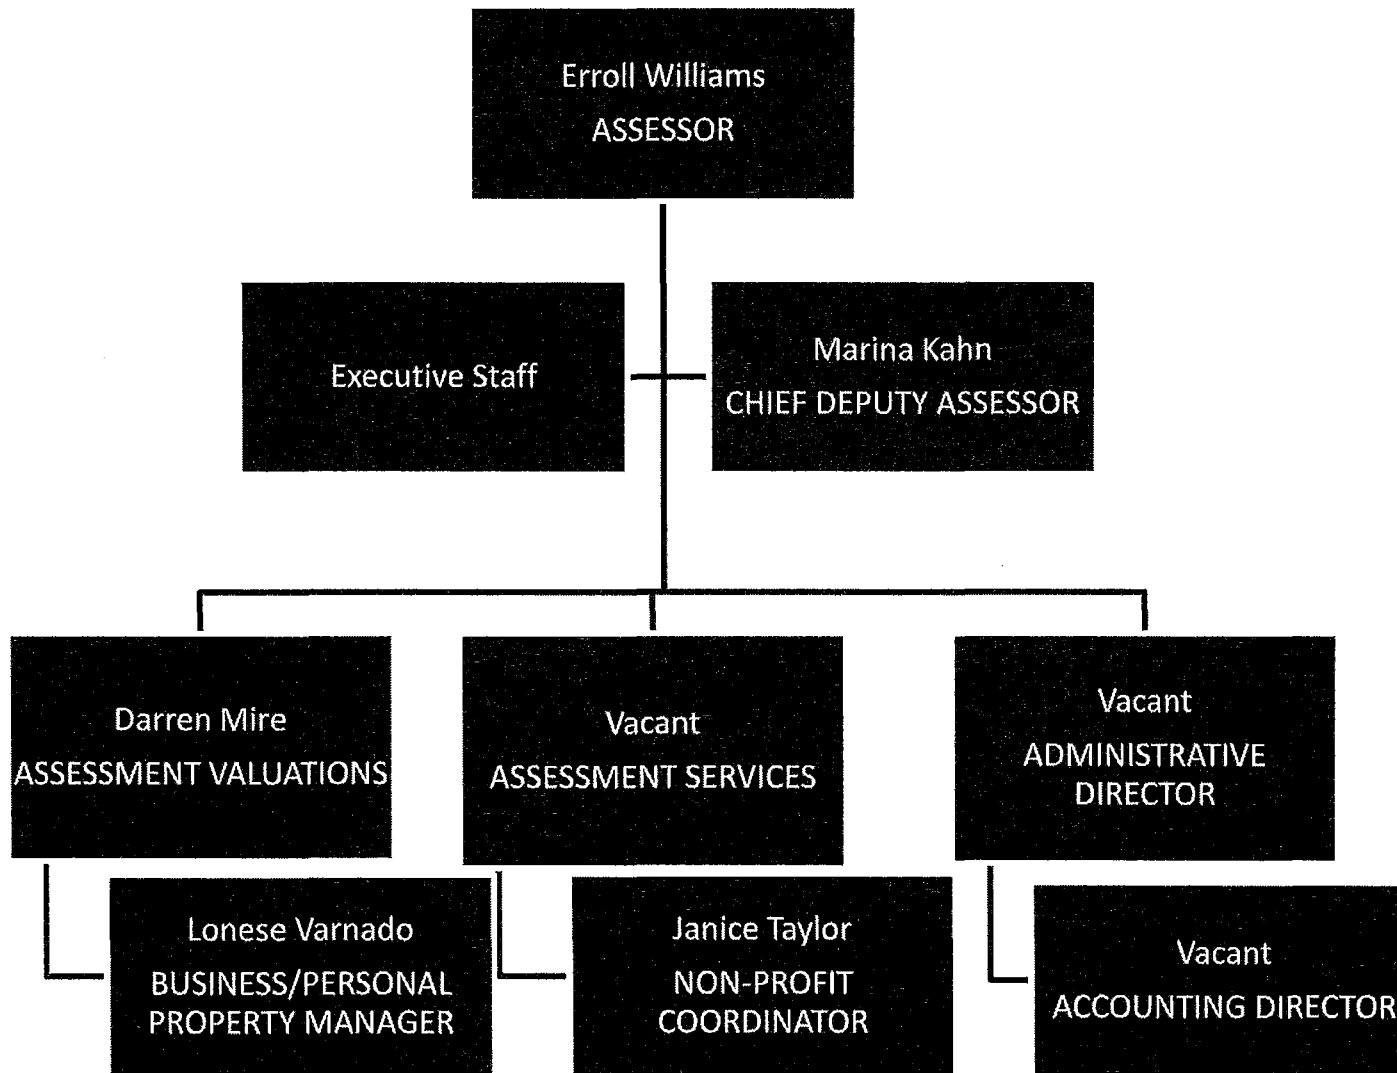 Erroll Williams
ASSESSOR
Executive Staff
Marina Kahn
CHIEF DEPUTY ASSESSOR
Darren Mire
ASSESSMENT VALUATIONS
Vacant
ASSESSMENT SERVICES
Vacant
ADMINISTRATIVE
DIRECTOR
Lonese Varnado
BUSINESS/PERSONAL
PROPERTY MANAGER
Janice Taylor
NON-PROFIT
COORDINATOR
Vacant
ACCOUNTING DIRECTOR